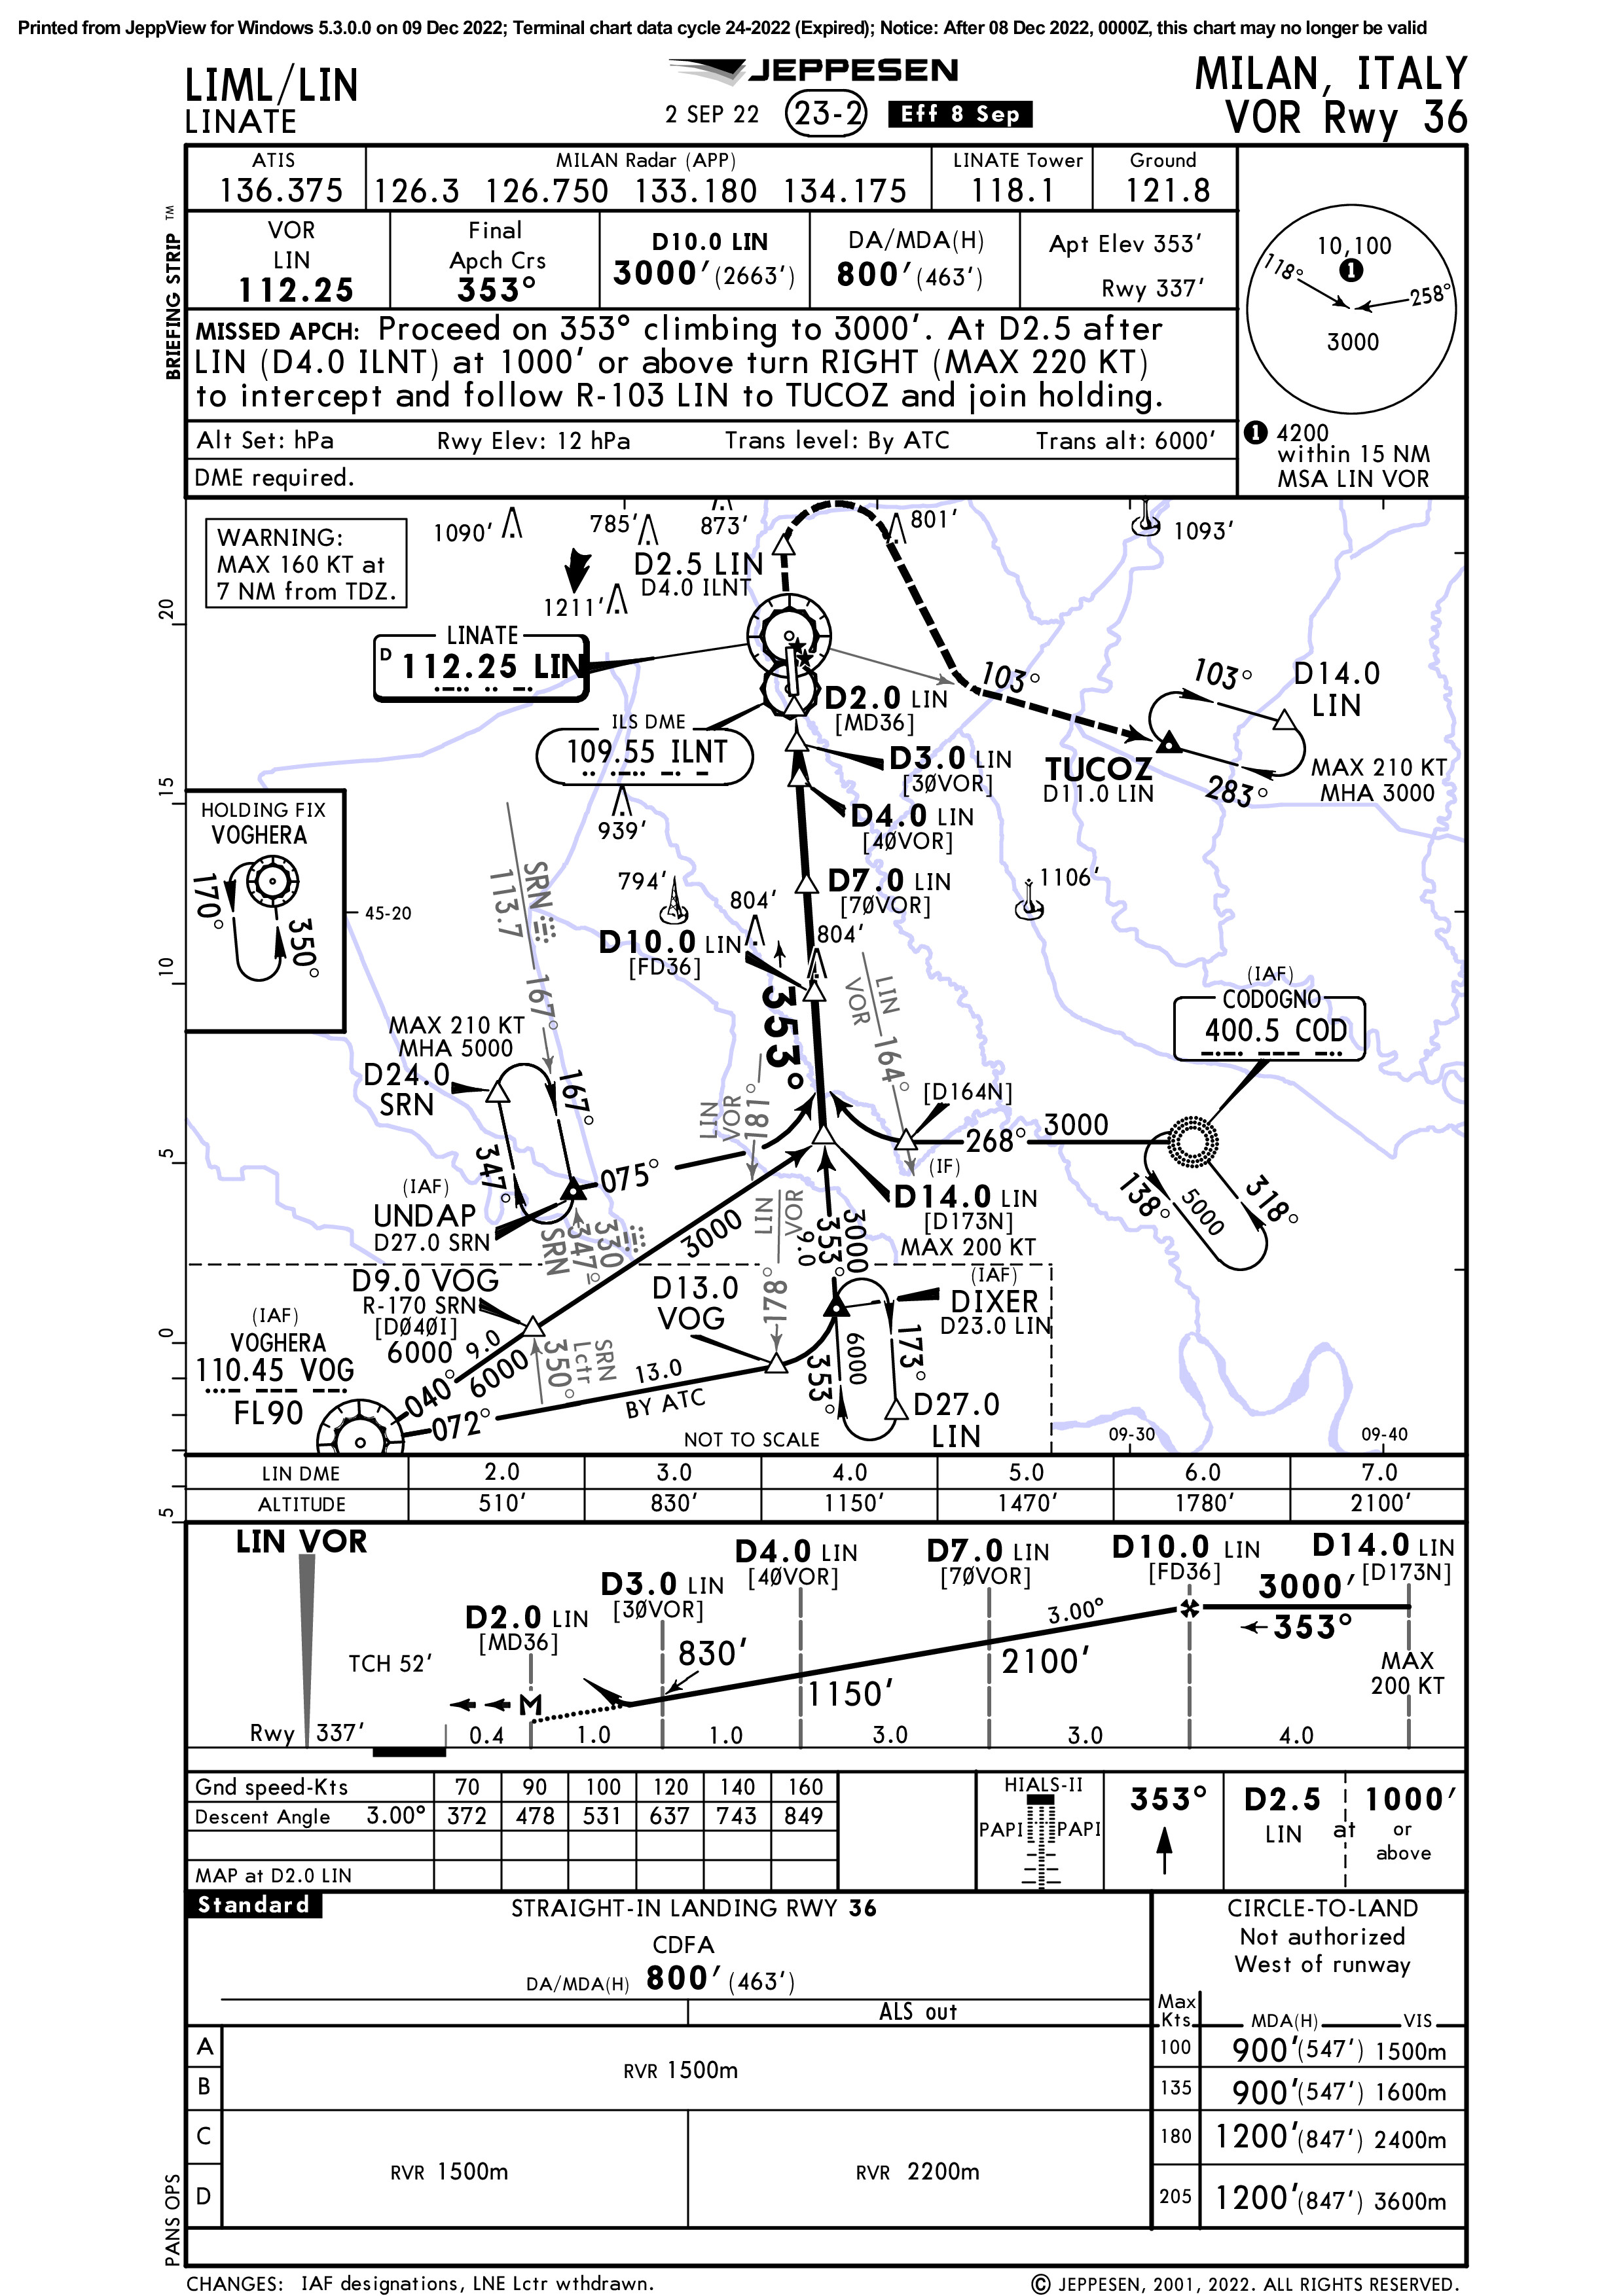 Printed from JeppView for Windows 5.3.0.0 on 09 Dec 2022; Terminal chart data cycle 24-2022 (Expired); Notice: After 08 Dec 2022, 0000Z, this chart may no longer be valid
LIML/LIN
LINATE
JEPPESEN
2 SEP 22 23-2 Eff 8 Sep
MILAN, ITALY
VOR Rwy 36
BRIEFING STRIP ™
ATIS
136.375
MILAN Radar (APP)
126.3 126.750 133.180 134.175
LINATE Tower
118.1
Ground
121.8
VOR
LIN
112.25
Final
Apch Crs
353°
D10.0 LIN
3000′ (2663′)
DA/MDA(H)
800′ (463′)
Apt Elev 353′
Rwy 337′
MISSED APCH: Proceed on 353° climbing to 3000′. At D2.5 after
LIN (D4.0 ILNT) at 1000′ or above turn RIGHT (MAX 220 KT)
to intercept and follow R-103 LIN to TUCOZ and join holding.
Alt Set: hPa Rwy Elev: 12 hPa Trans level: By ATC Trans alt: 6000′
DME required.
10,100
1
118°
258°
3000
1 4200
within 15 NM
MSA LIN VOR
WARNING:
MAX 160 KT at
7 NM from TDZ.
1090′
785′
873′
801′
1093′
D2.5 LIN
D4.0 ILNT
1211′
LINATE
D 112.25 LIN
ILS DME
109.55 ILNT
D2.0 LIN
[MD36]
D3.0 LIN
[3ØVOR]
D4.0 LIN
[4ØVOR]
D7.0 LIN
[7ØVOR]
103°
103°
D14.0
LIN
TUCOZ
D11.0 LIN
283°
MAX 210 KT
MHA 3000
939′
HOLDING FIX
VOGHERA
170°
350°
45-20
SRN
113.7
167°
794′
804′
804′
1106′
D10.0 LIN
[FD36]
353°
LIN
VOR
164°
(IAF)
CODOGNO
400.5 COD
MAX 210 KT
MHA 5000
D24.0
SRN
167°
347°
LIN
VOR
181°
[D164N]
268°
3000
(IF)
138°
5000
318°
075°
(IAF)
UNDAP
D27.0 SRN
SRN
347°
330
D14.0 LIN
[D173N]
MAX 200 KT
3000
LIN
VOR
178°
9.0
353°
3000
D9.0 VOG
R-170 SRN
[DØ4ØI]
6000
(IAF)
VOGHERA
110.45 VOG
FL90
040°
9.0
6000
SRN
Lctr
350°
D13.0
VOG
(IAF)
DIXER
D23.0 LIN
072°
13.0
BY ATC
353°
6000
173°
D27.0
LIN
NOT TO SCALE
09-30
09-40
20
15
10
5
0
5
LIN DME 2.0 3.0 4.0 5.0 6.0 7.0
ALTITUDE 510′ 830′ 1150′ 1470′ 1780′ 2100′
LIN VOR
D2.0 LIN
[MD36]
D3.0 LIN
[3ØVOR]
D4.0 LIN
[4ØVOR]
D7.0 LIN
[7ØVOR]
D10.0 LIN
[FD36]
D14.0 LIN
[D173N]
3000′
353°
3.00°
TCH 52′
830′
1150′
2100′
MAX
200 KT
M
Rwy 337′
0.4 1.0 1.0 3.0 3.0 4.0
Gnd speed-Kts 70 90 100 120 140 160
Descent Angle 3.00° 372 478 531 637 743 849
MAP at D2.0 LIN
HIALS-II
PAPI PAPI
353°
D2.5
LIN
at
1000′
or
above
Standard
STRAIGHT-IN LANDING RWY 36
CDFA
DA/MDA(H) 800′ (463′)
ALS out
A
B
C
D
RVR 1500m
RVR 1500m
RVR 2200m
CIRCLE-TO-LAND
Not authorized
West of runway
Max
Kts MDA(H) VIS
100 900′(547′) 1500m
135 900′(547′) 1600m
180 1200′(847′) 2400m
205 1200′(847′) 3600m
PANS OPS
CHANGES: IAF designations, LNE Lctr wthdrawn.
© JEPPESEN, 2001, 2022. ALL RIGHTS RESERVED.